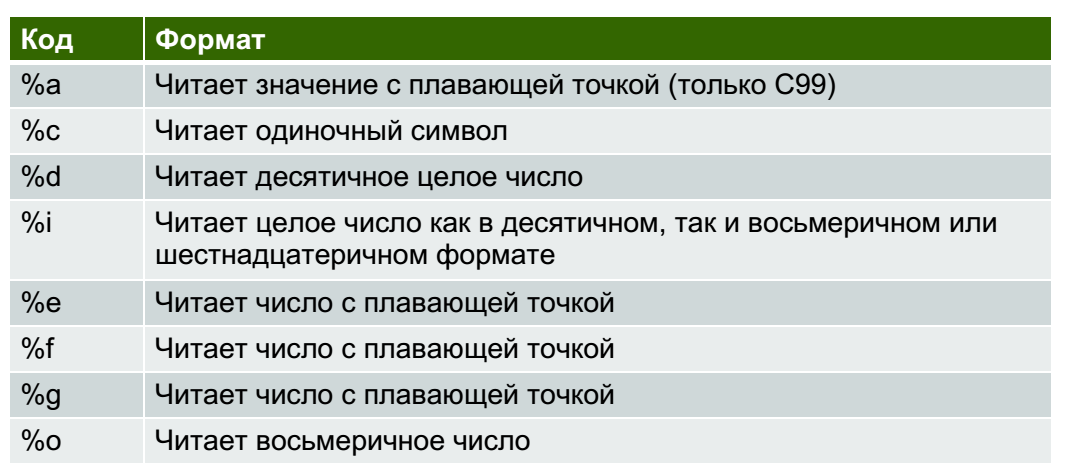 Код Формат
%a Читает значение с плавающей точкой (только C99)
%c Читает одиночный символ
%d Читает десятичное целое число
%i Читает целое число как в десятичном, так и восьмеричном или
шестнадцатеричном формате
%e Читает число с плавающей точкой
%f Читает число с плавающей точкой
%g Читает число с плавающей точкой
%o Читает восьмеричное число